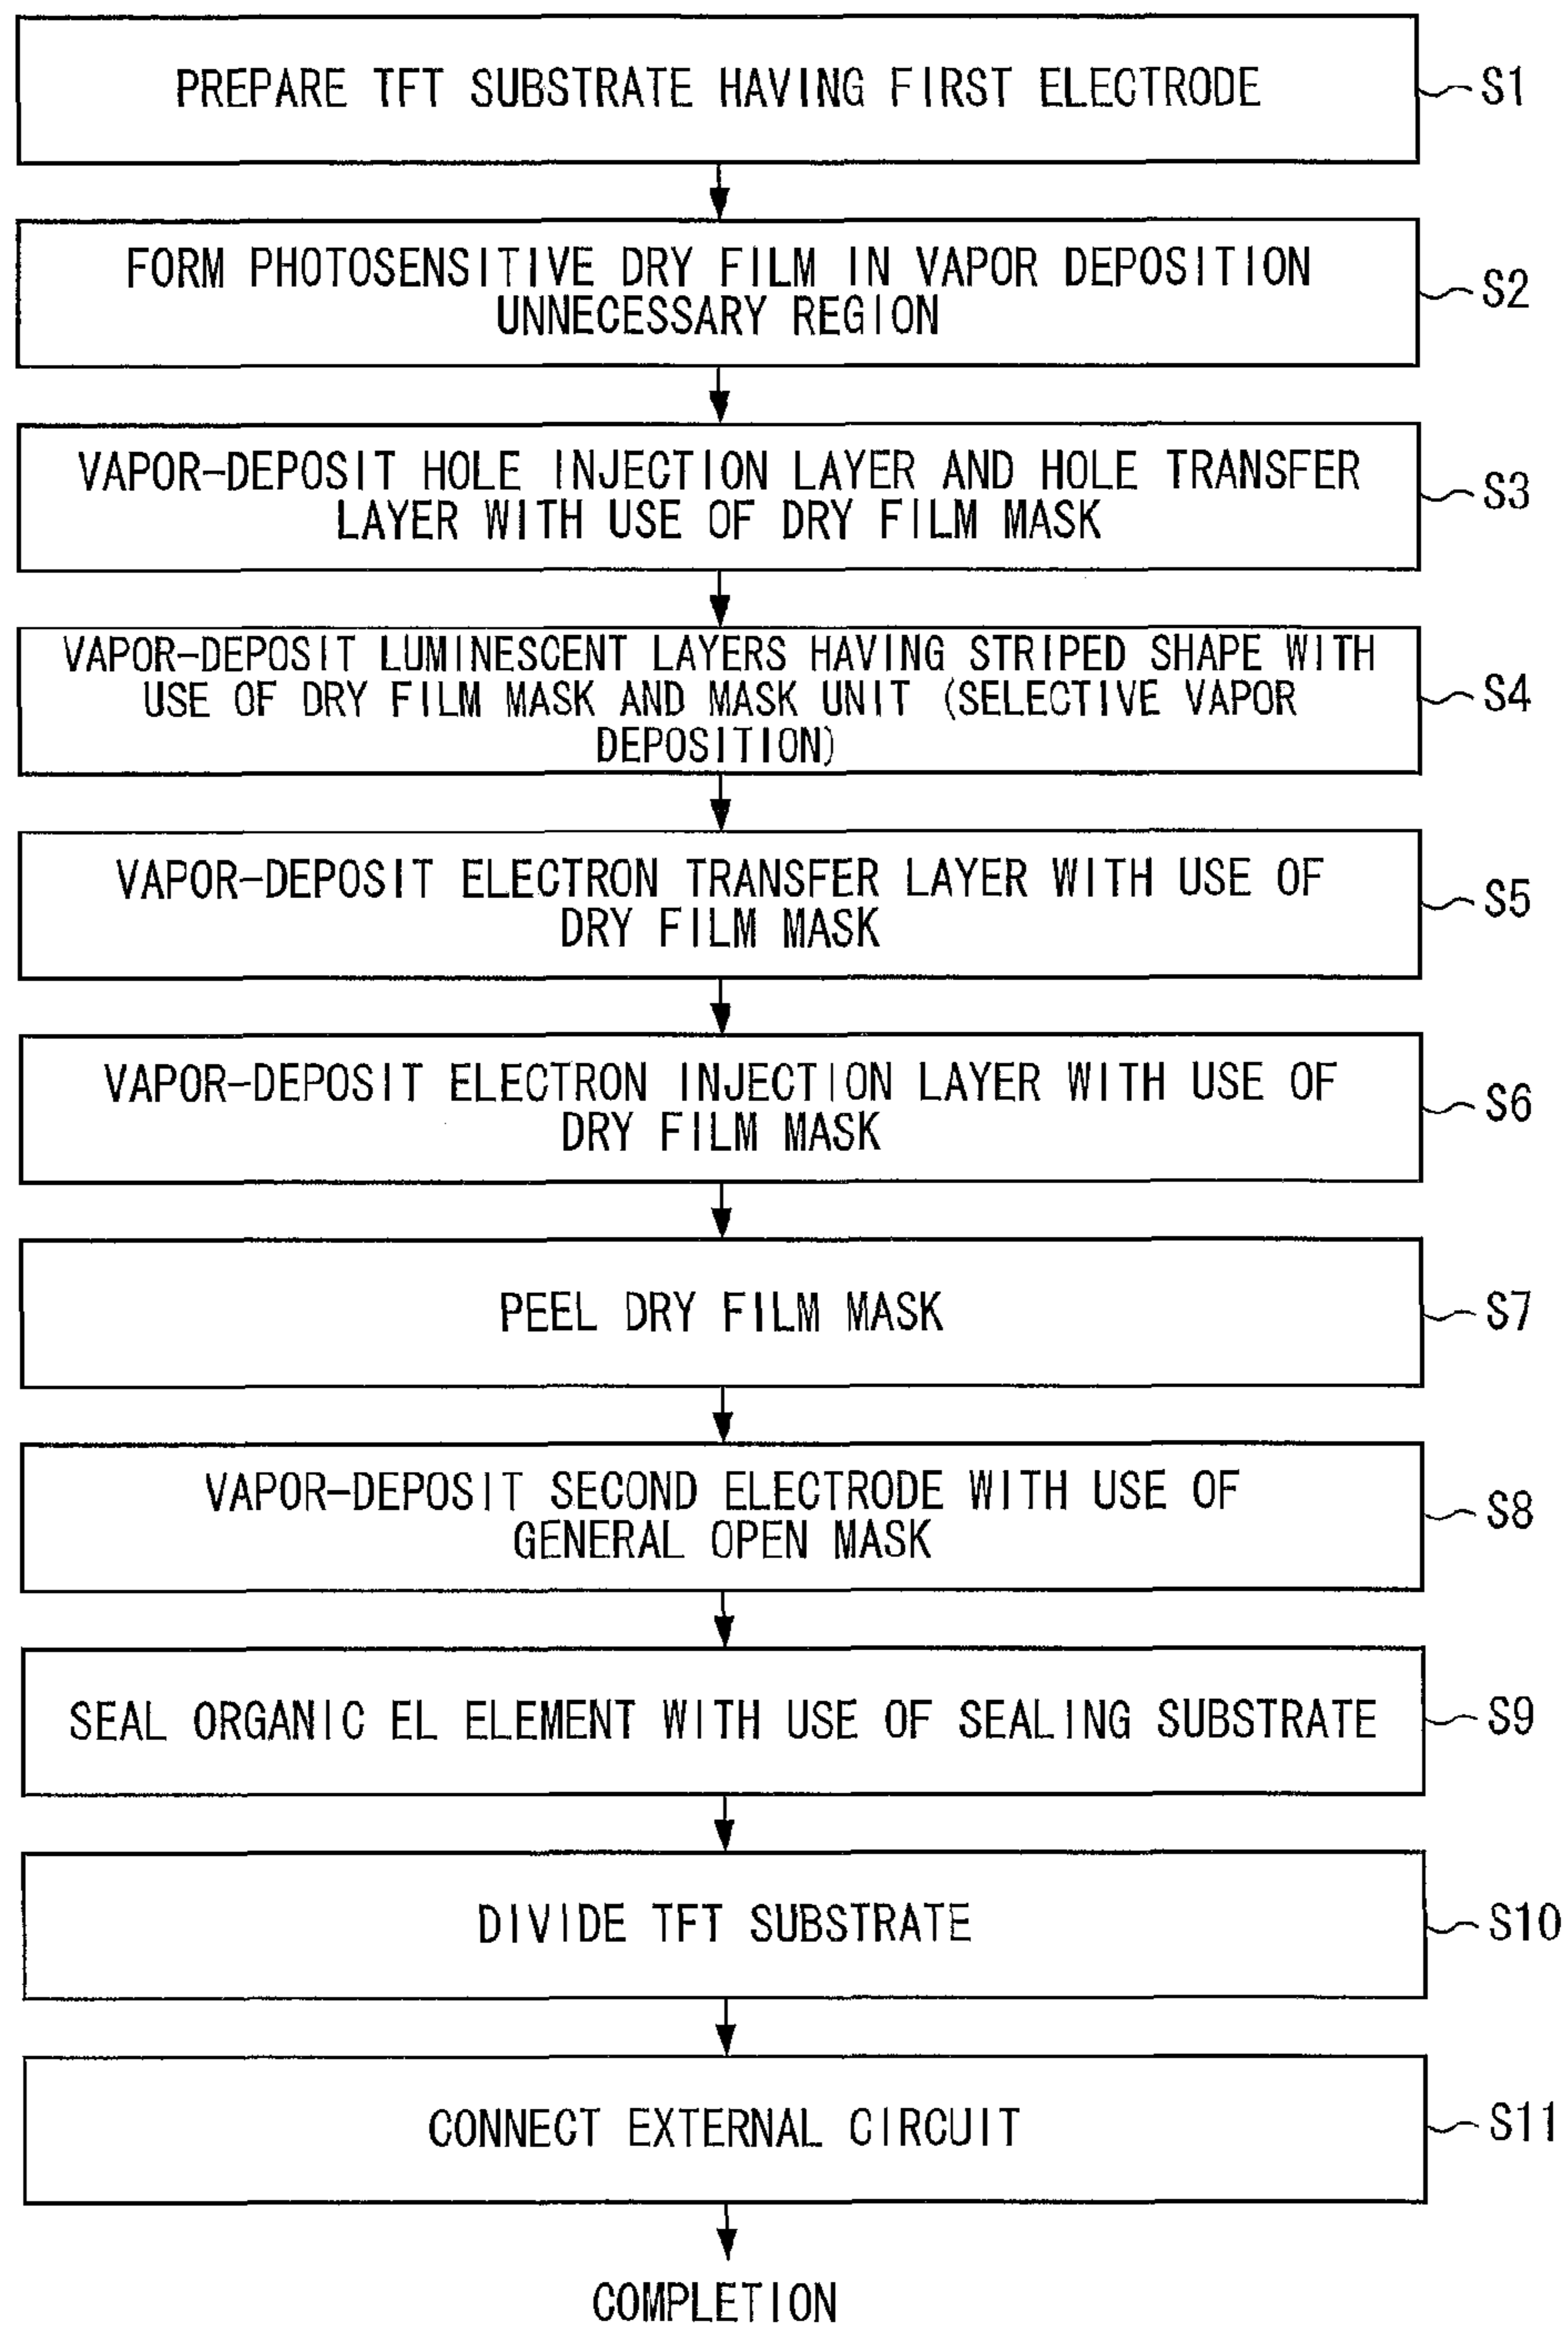 PREPARE TFT SUBSTRATE HAVING FIRST ELECTRODE
S1
FORM PHOTOSENSITIVE DRY FILM IN VAPOR DEPOSITION
UNNECESSARY REGION
S2
VAPOR-DEPOSIT HOLE INJECTION LAYER AND HOLE TRANSFER
LAYER WITH USE OF DRY FILM MASK
S3
VAPOR-DEPOSIT LUMINESCENT LAYERS HAVING STRIPED SHAPE WITH
USE OF DRY FILM MASK AND MASK UNIT (SELECTIVE VAPOR
DEPOSITION)
S4
VAPOR-DEPOSIT ELECTRON TRANSFER LAYER WITH USE OF
DRY FILM MASK
S5
VAPOR-DEPOSIT ELECTRON INJECTION LAYER WITH USE OF
DRY FILM MASK
S6
PEEL DRY FILM MASK
S7
VAPOR-DEPOSIT SECOND ELECTRODE WITH USE OF
GENERAL OPEN MASK
S8
SEAL ORGANIC EL ELEMENT WITH USE OF SEALING SUBSTRATE
S9
DIVIDE TFT SUBSTRATE
S10
CONNECT EXTERNAL CIRCUIT
S11
COMPLETION